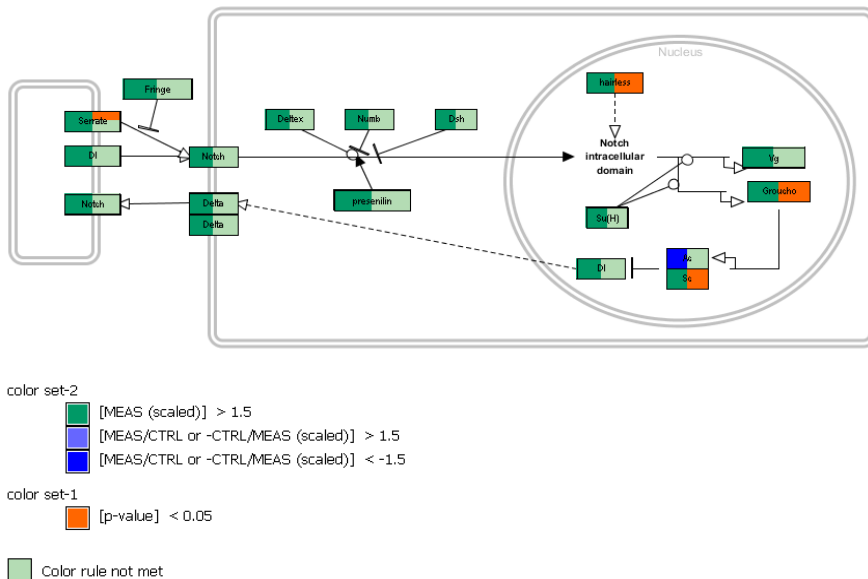 Nucleus
Fringe
hairless
Serrate
Deltex
Numb
Dsh
Notch
intracellular
domain
Dl
Notch
Vg
Notch
Delta
presenilin
Groucho
Delta
Su(H)
Dl
Ac
Sc
color set-2
[MEAS (scaled)] > 1.5
[MEAS/CTRL or -CTRL/MEAS (scaled)] > 1.5
[MEAS/CTRL or -CTRL/MEAS (scaled)] < -1.5
color set-1
[p-value] < 0.05
Color rule not met